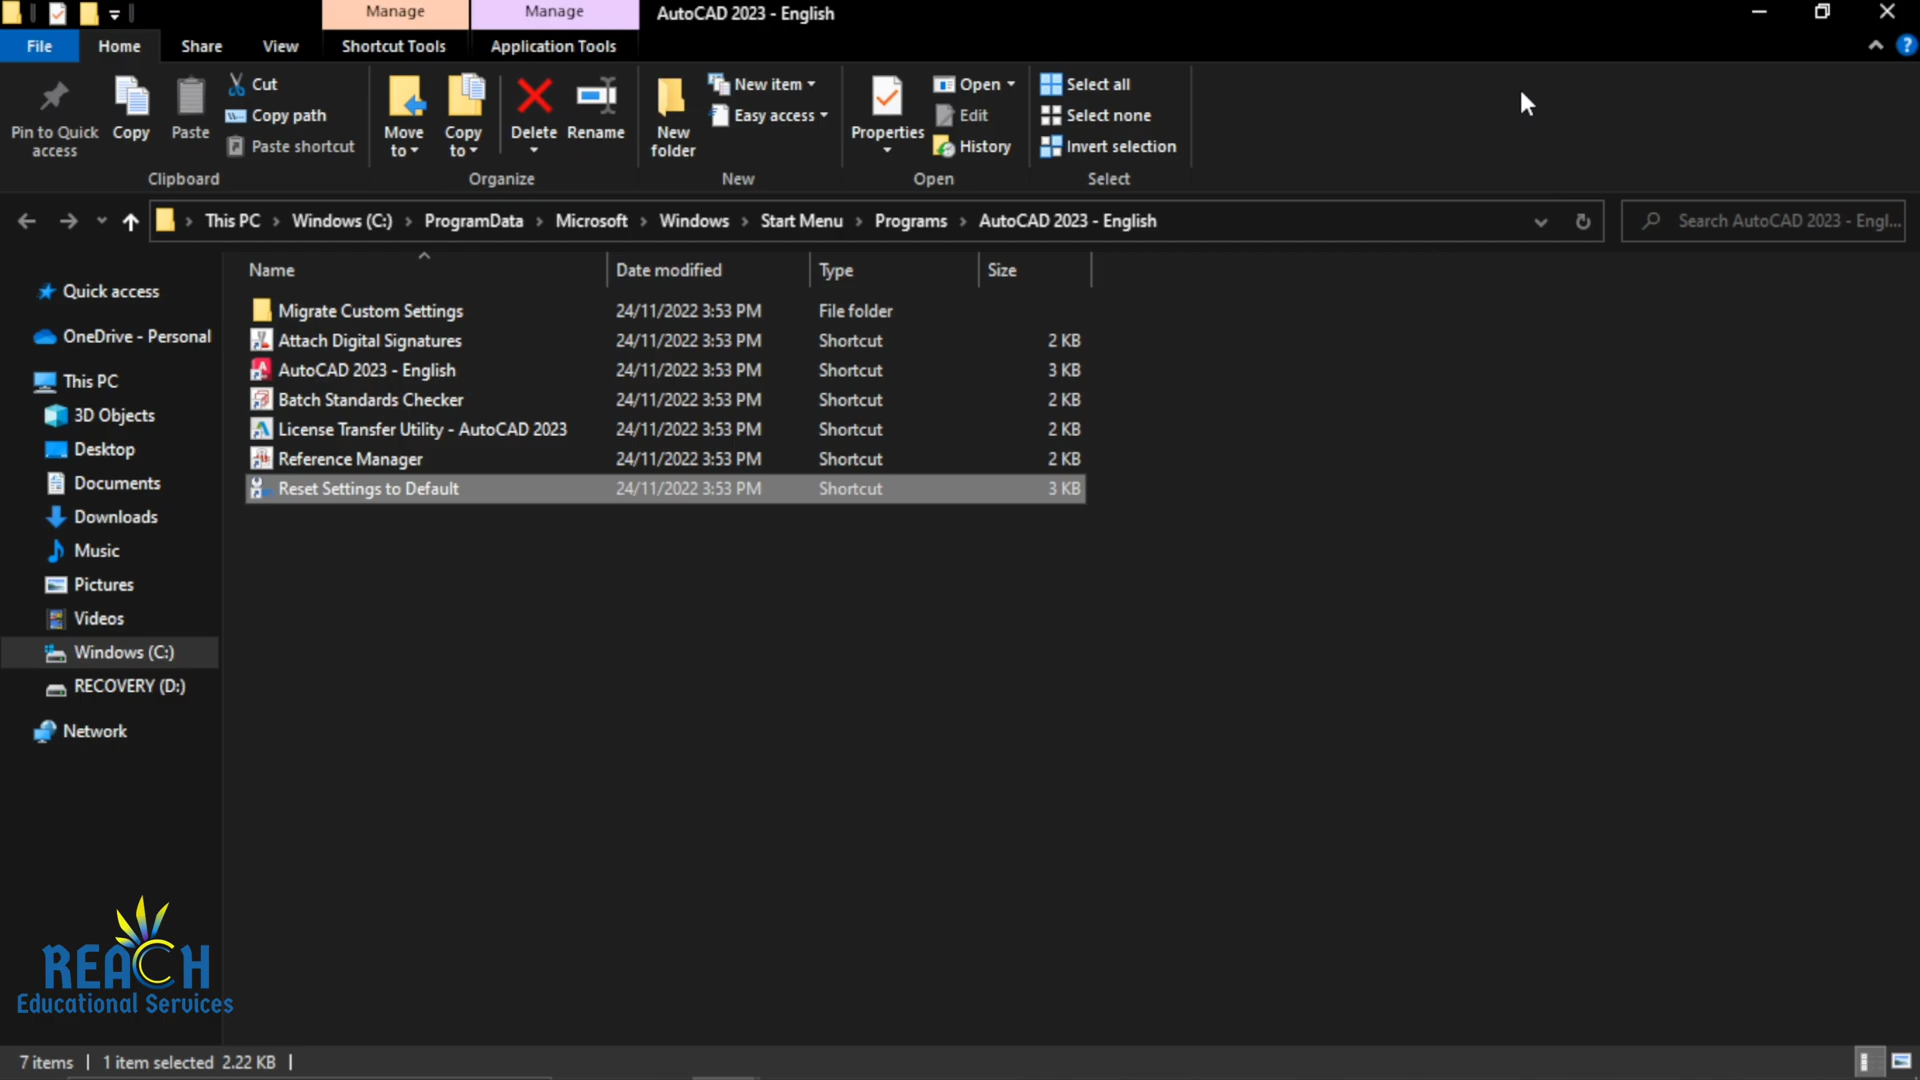 Manage
Manage
AutoCAD 2023 - English
File
Home
Share
View
Shortcut Tools
Application Tools
Pin to Quick
access
Copy
Paste
Cut
Copy path
Paste shortcut
Clipboard
Move
to
Copy
to
Delete
Rename
Organize
New
folder
New item
Easy access
New
Properties
Open
Edit
History
Open
Select all
Select none
Invert selection
Select
This PC > Windows (C:) > ProgramData > Microsoft > Windows > Start Menu > Programs > AutoCAD 2023 - English
Search AutoCAD 2023 - Engl...
Name Date modified Type Size
Migrate Custom Settings 24/11/2022 3:53 PM File folder
Attach Digital Signatures 24/11/2022 3:53 PM Shortcut 2 KB
AutoCAD 2023 - English 24/11/2022 3:53 PM Shortcut 3 KB
Batch Standards Checker 24/11/2022 3:53 PM Shortcut 2 KB
License Transfer Utility - AutoCAD 2023 24/11/2022 3:53 PM Shortcut 2 KB
Reference Manager 24/11/2022 3:53 PM Shortcut 2 KB
Reset Settings to Default 24/11/2022 3:53 PM Shortcut 3 KB
Quick access
OneDrive - Personal
This PC
3D Objects
Desktop
Documents
Downloads
Music
Pictures
Videos
Windows (C:)
RECOVERY (D:)
Network
REACH
Educational Services
7 items
1 item selected 2.22 KB